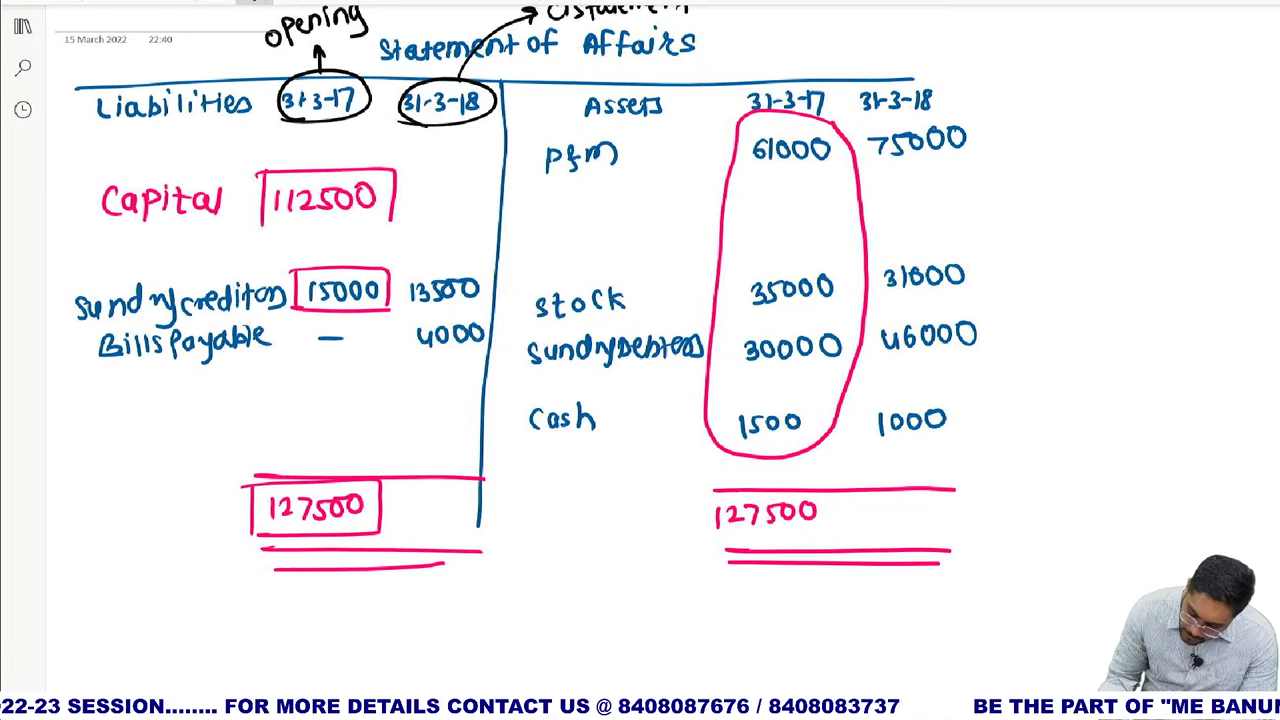 15 March 2022 22:40
opening
Statement of Affairs
Liabilities 31-3-17 31-3-18 Assets 31-3-17 31-3-18
P&M 61000 75000
Capital 112500
Sundry creditors 15000 13500 Stock 35000 31000
Bills Payable - 4000 Sundry Debtors 30000 46000
Cash 1500 1000
127500 127500
-22-23 SESSION........ FOR MORE DETAILS CONTACT US @ 8408087676 / 8408083737 BE THE PART OF "ME BANU